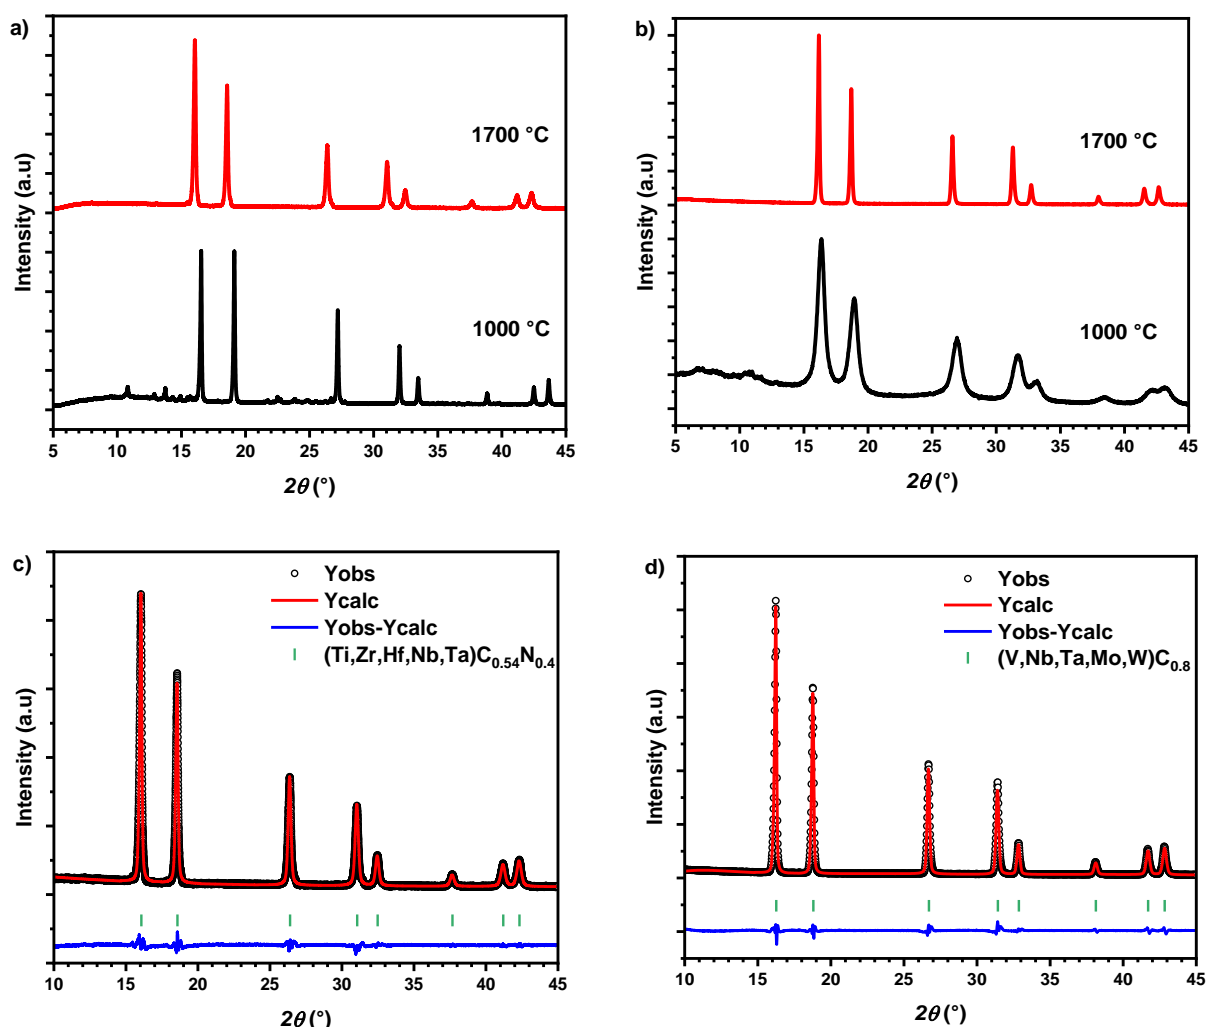 a)
Intensity (a.u)
1700 °C
1000 °C
5 10 15 20 25 30 35 40 45
2θ (°)
b)
Intensity (a.u)
1700 °C
1000 °C
5 10 15 20 25 30 35 40 45
2θ (°)
c)
Intensity (a.u)
Yobs
Ycalc
Yobs-Ycalc
(Ti,Zr,Hf,Nb,Ta)C0.54N0.4
10 15 20 25 30 35 40 45
2θ (°)
d)
Intensity (a.u)
Yobs
Ycalc
Yobs-Ycalc
(V,Nb,Ta,Mo,W)C0.8
10 15 20 25 30 35 40 45
2θ (°)